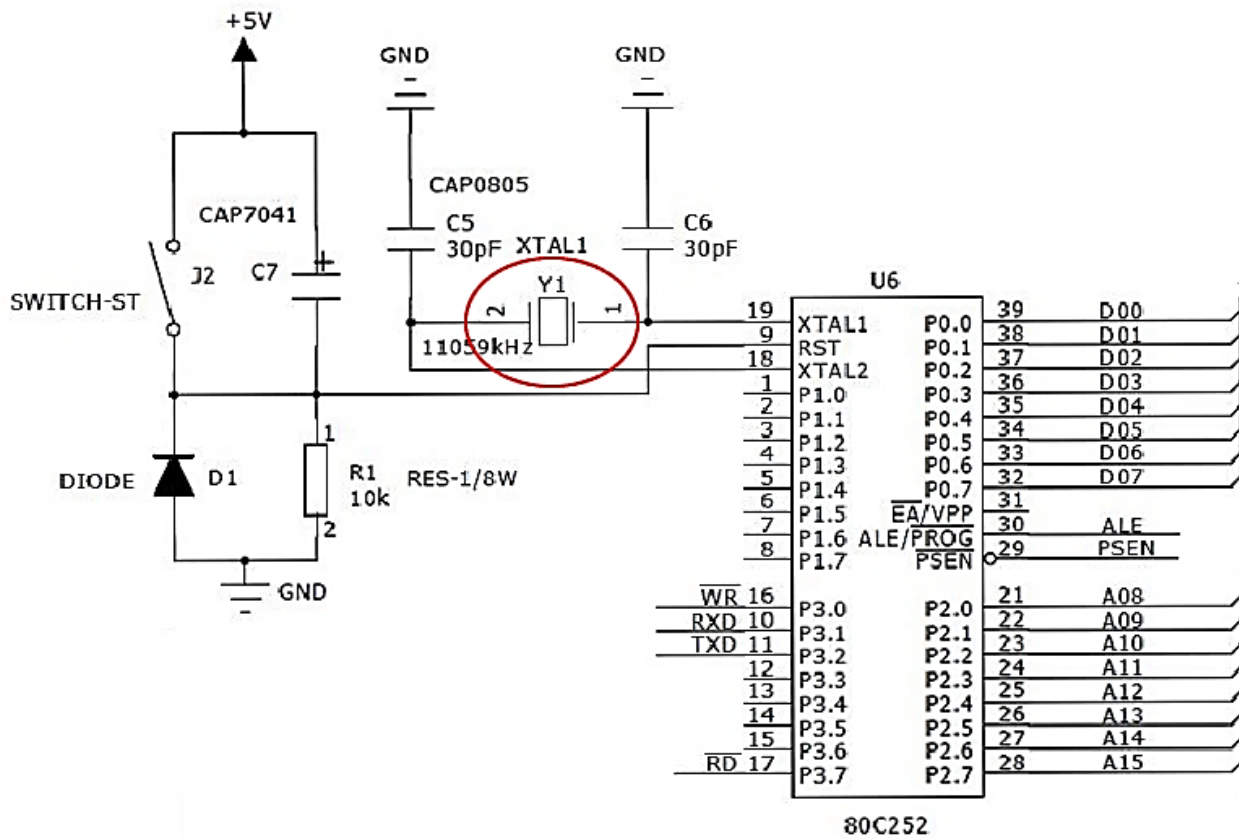 +5V
GND
GND
CAP0805
C5
30pF
C6
30pF
CAP7041
XTAL1
J2
C7
+
SWITCH-ST
2
Y1
1
11059kHz
U6
19 XTAL1 P0.0 39 D00
9 RST P0.1 38 D01
18 XTAL2 P0.2 37 D02
1 P1.0 P0.3 36 D03
2 P1.1 P0.4 35 D04
3 P1.2 P0.5 34 D05
4 P1.3 P0.6 33 D06
5 P1.4 P0.7 32 D07
6 P1.5 EA/VPP 31
7 P1.6 ALE/PROG 30 ALE
8 P1.7 PSEN 29 PSEN
WR 16 P3.0 P2.0 21 A08
RXD 10 P3.1 P2.1 22 A09
TXD 11 P3.2 P2.2 23 A10
12 P3.3 P2.3 24 A11
13 P3.4 P2.4 25 A12
14 P3.5 P2.5 26 A13
15 P3.6 P2.6 27 A14
RD 17 P3.7 P2.7 28 A15
80C252
DIODE
D1
1
R1
10k
RES-1/8W
2
GND